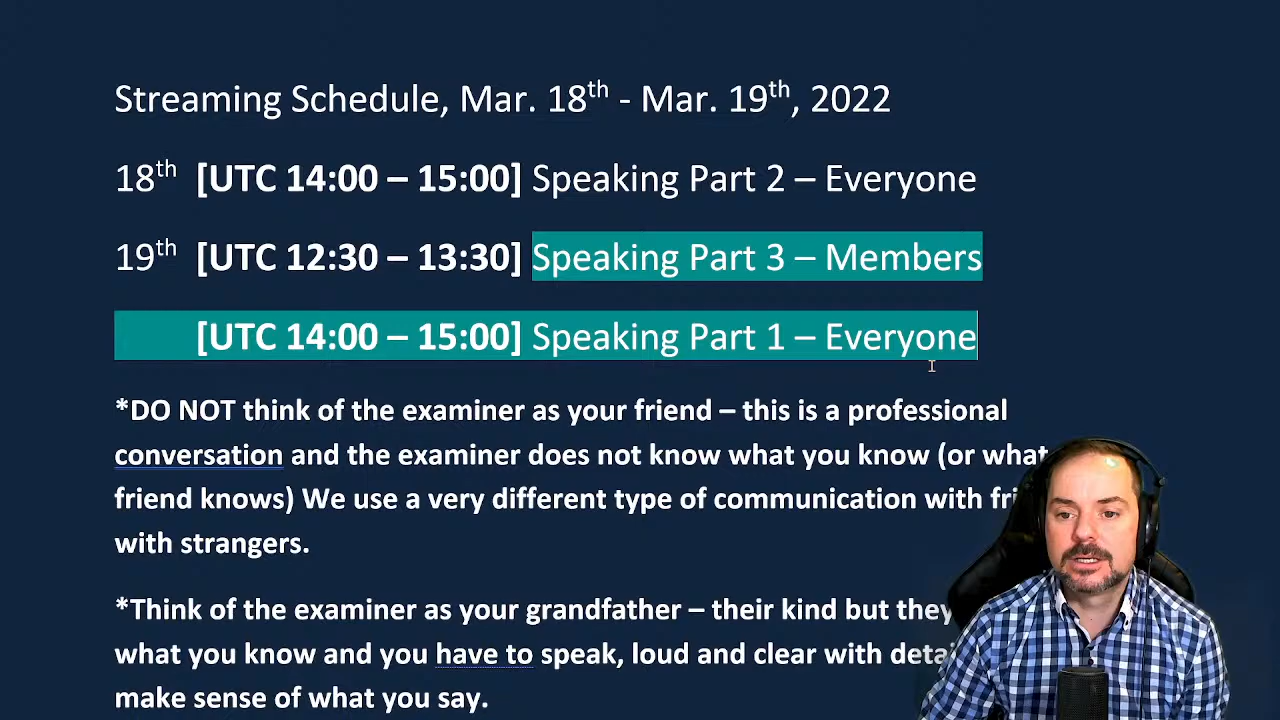 Streaming Schedule, Mar. 18th - Mar. 19th, 2022
18th [UTC 14:00 – 15:00] Speaking Part 2 – Everyone
19th [UTC 12:30 – 13:30] Speaking Part 3 – Members
[UTC 14:00 – 15:00] Speaking Part 1 – Everyone
*DO NOT think of the examiner as your friend – this is a professional
conversation and the examiner does not know what you know (or what
friend knows) We use a very different type of communication with
with strangers.
*Think of the examiner as your grandfather – their kind but they
what you know and you have to speak, loud and clear with
make sense of what you say.